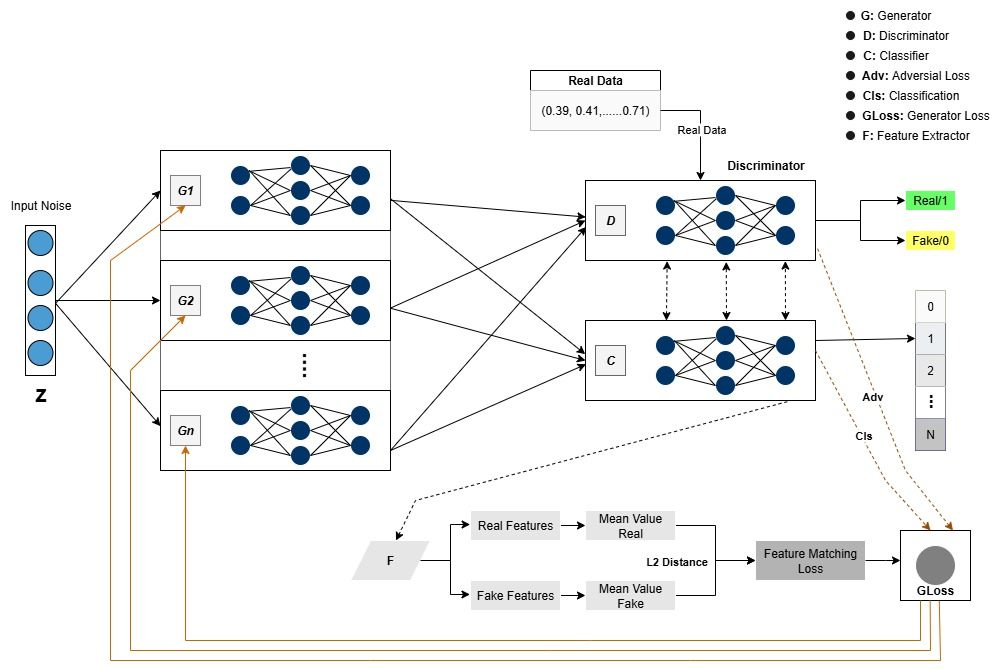 G: Generator
D: Discriminator
C: Classifier
Adv: Adversial Loss
Cls: Classification
GLoss: Generator Loss
F: Feature Extractor
Real Data
(0.39, 0.41,......0.71)
Real Data
Discriminator
Input Noise
Z
G1
G2
Gn
D
C
Real/1
Fake/0
0
1
2
N
Adv
Cls
F
Real Features
Mean Value
Real
L2 Distance
Fake Features
Mean Value
Fake
Feature Matching
Loss
GLoss